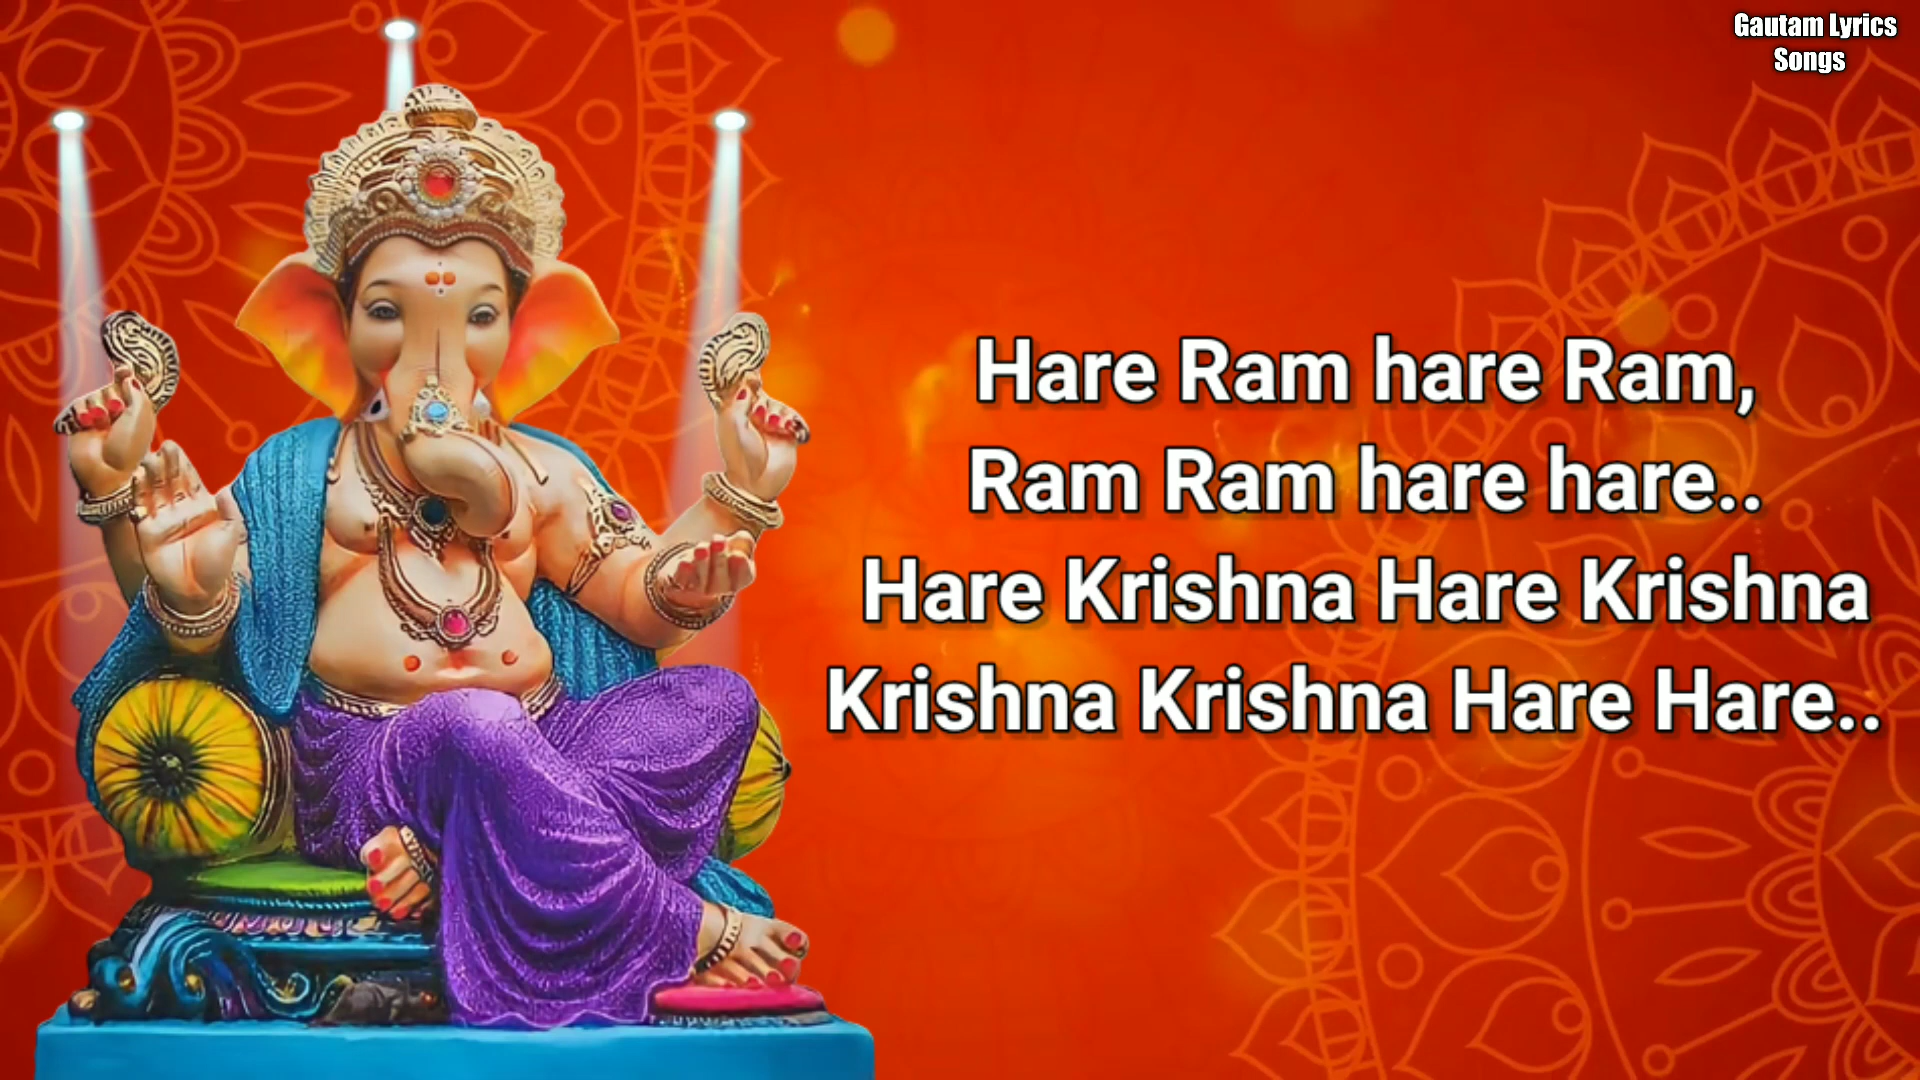 Gautam Lyrics
Songs
Hare Ram hare Ram,
Ram Ram hare hare..
Hare Krishna Hare Krishna
Krishna Krishna Hare Hare..